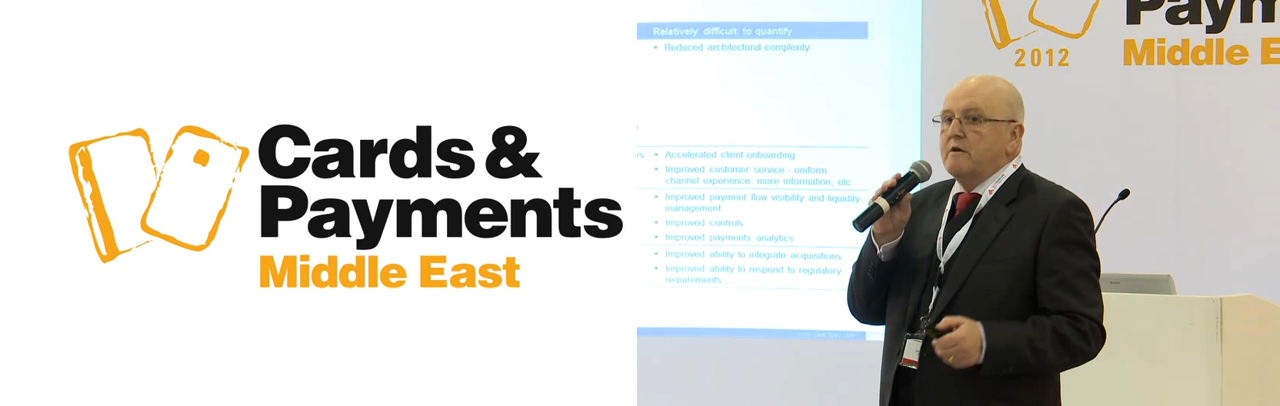 Cards &
Payments
Middle East
Relatively difficult to quantify
Reduced architectural complexity
Accelerated client onboarding
Improved customer service - uniform
channel experience, more information, etc
Improved payment flow visibility and liquidity
management
Improved controls
Improved payments analytics
Improved ability to integrate acquisitions
Improved ability to respond to regulatory
requirements
2012
Paym
Middle E